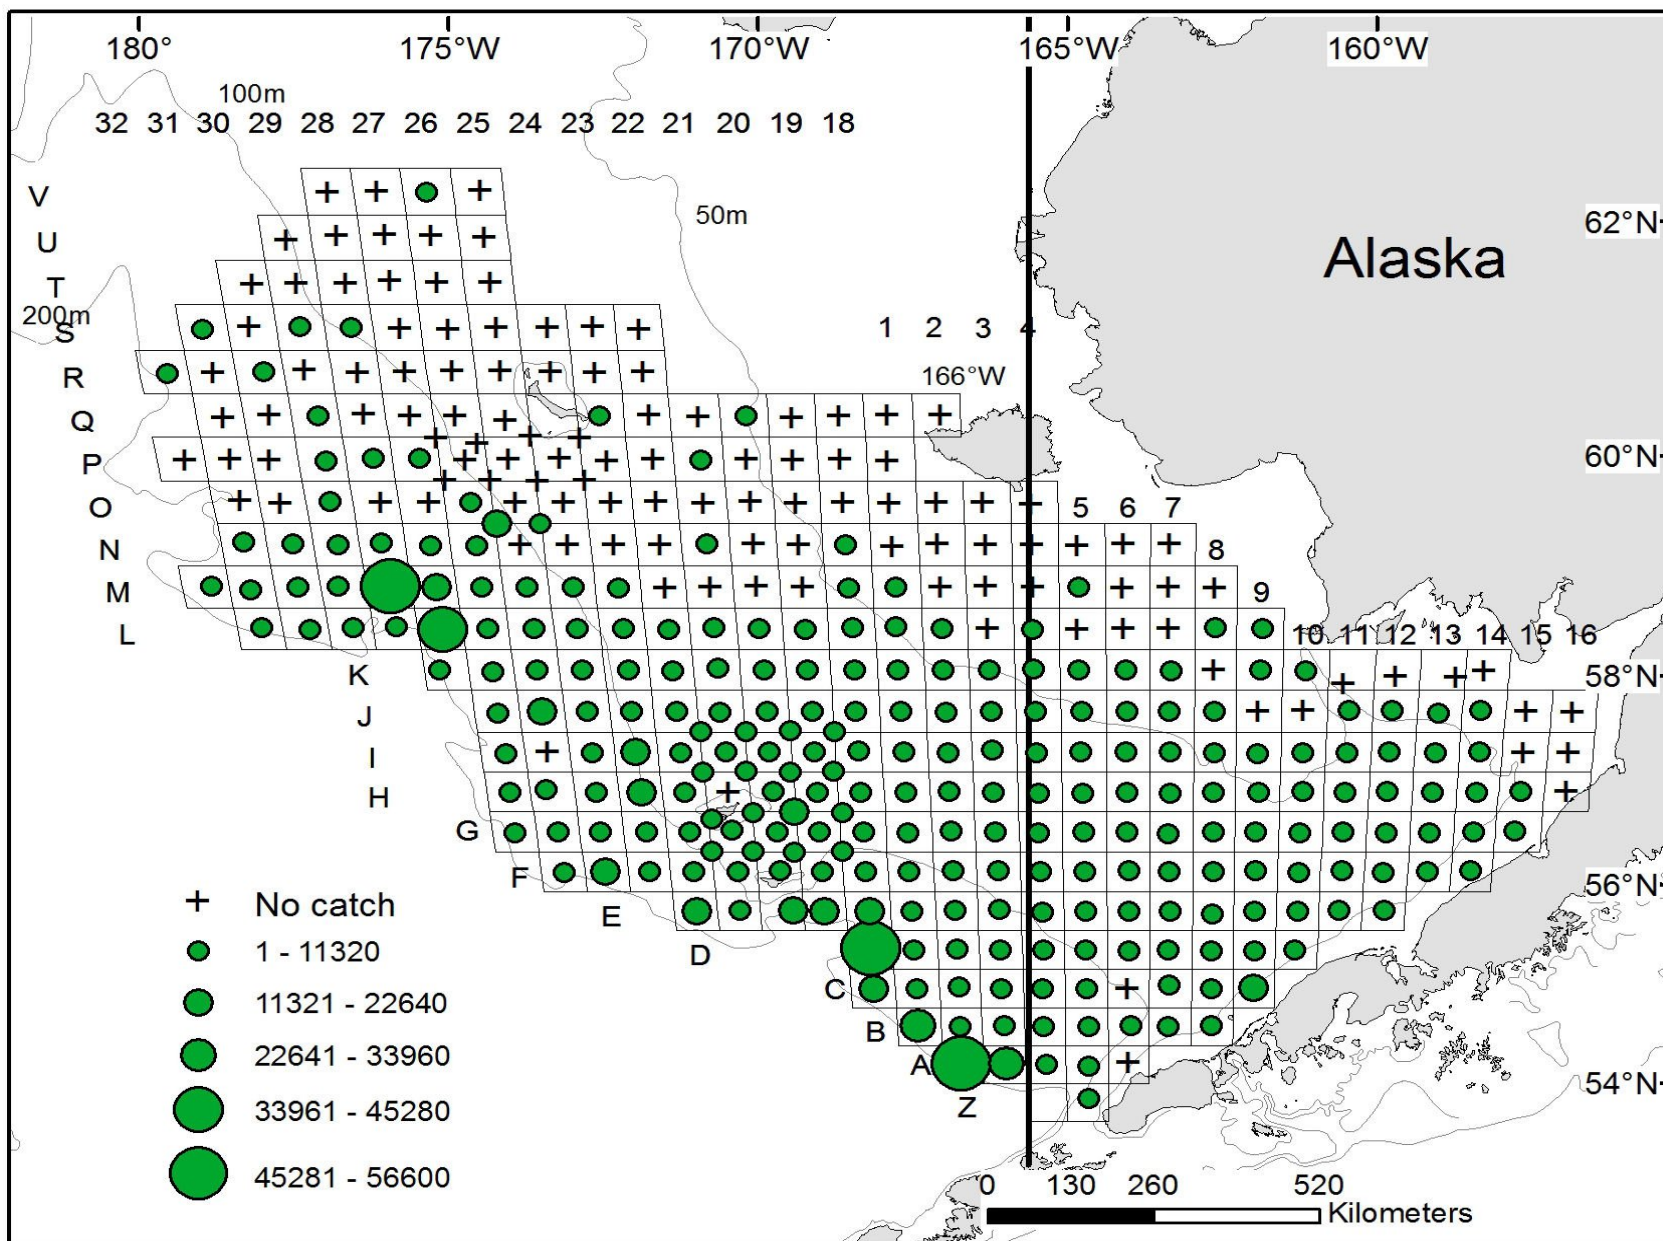 180° 175°W 170°W 165°W 160°W
100m
32 31 30 29 28 27 26 25 24 23 22 21 20 19 18
V
50m
62°N
U
Alaska
T
200m
S
1 2 3 4
R
166°W
Q
P
60°N
O
5 6 7
N
8
M
9
L
10 11 12 13 14 15 16
K
58°N
J
I
H
G
F
56°N
No catch
E
1 - 11320
D
C
11321 - 22640
B
22641 - 33960
A
54°N
Z
33961 - 45280
45281 - 56600
0 130 260 520
Kilometers